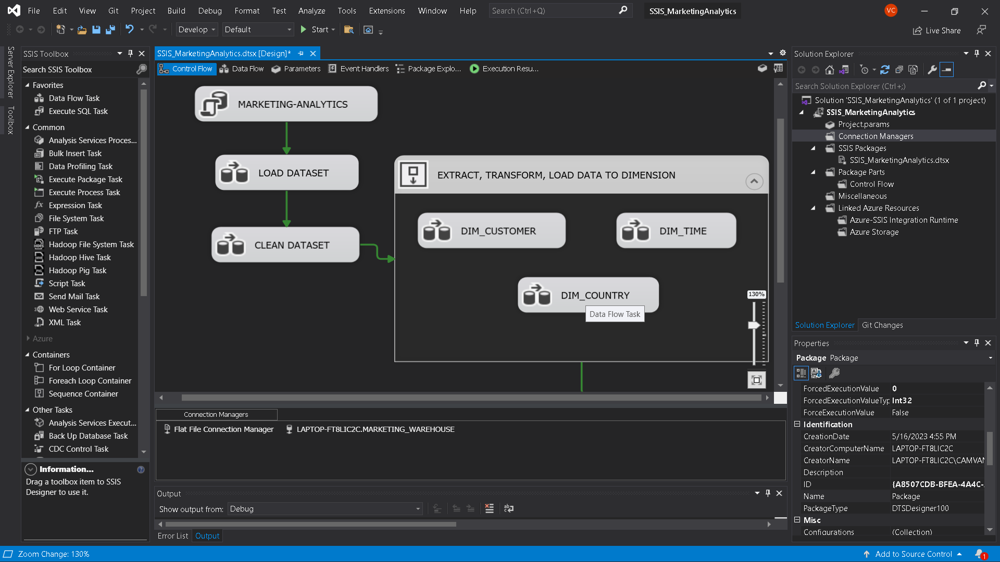 File Edit View Git Project Build Debug Format Test Analyze Tools Extensions Window Help Search (Ctrl+Q) SSIS_MarketingAnalytics VC
Develop Default Start Live Share
Server Explorer
Toolbox
SSIS Toolbox
Search SSIS Toolbox
Favorites
Data Flow Task
Execute SQL Task
Common
Analysis Services Proces...
Bulk Insert Task
Data Profiling Task
Execute Package Task
Execute Process Task
Expression Task
File System Task
FTP Task
Hadoop File System Task
Hadoop Hive Task
Hadoop Pig Task
Script Task
Send Mail Task
Web Service Task
XML Task
Azure
Containers
For Loop Container
Foreach Loop Container
Sequence Container
Other Tasks
Analysis Services Execut...
Back Up Database Task
CDC Control Task
Information...
Drag a toolbox item to SSIS
Designer to use it.
SSIS_MarketingAnalytics.dtsx [Design]*
Control Flow Data Flow Parameters Event Handlers Package Explo... Execution Resu...
MARKETING-ANALYTICS
LOAD DATASET
CLEAN DATASET
EXTRACT, TRANSFORM, LOAD DATA TO DIMENSION
DIM_CUSTOMER
DIM_TIME
DIM_COUNTRY
Data Flow Task
130%
Connection Managers
Flat File Connection Manager LAPTOP-FT8LIC2C.MARKETING_WAREHOUSE
Output
Show output from: Debug
Error List Output
Solution Explorer
Search Solution Explorer (Ctrl+;)
Solution 'SSIS_MarketingAnalytics' (1 of 1 project)
SSIS_MarketingAnalytics
Project.params
Connection Managers
SSIS Packages
SSIS_MarketingAnalytics.dtsx
Package Parts
Control Flow
Miscellaneous
Linked Azure Resources
Azure-SSIS Integration Runtime
Azure Storage
Solution Explorer Git Changes
Properties
Package Package
ForcedExecutionValue 0
ForcedExecutionValueTyp Int32
ForceExecutionValue False
Identification
CreationDate 5/16/2023 4:55 PM
CreatorComputerName LAPTOP-FT8LIC2C
CreatorName LAPTOP-FT8LIC2C\CAMVAN
Description
ID {A8507CDB-BFEA-4A4C-
Name Package
PackageType DTSDesigner100
Misc
Configurations (Collection)
Zoom Change: 130% Add to Source Control 1